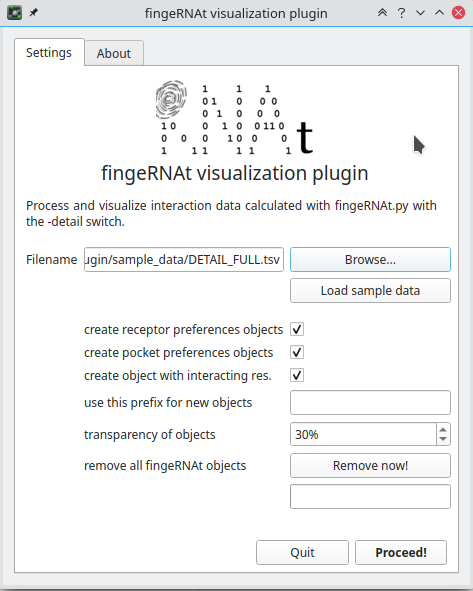 fingeRNAt visualization plugin
Settings
About
1 1 1
0 1 0 1 0 0 0
0 1 0 0 0
1 0 0 1 0 0 1 1 0
0 0 0 1 0 0 0
1 1 1 1 1 1
t
fingeRNAt visualization plugin
Process and visualize interaction data calculated with fingeRNAt.py with
the -detail switch.
Filename ugin/sample_data/DETAIL_FULL.tsv Browse...
Load sample data
create receptor preferences objects
create pocket preferences objects
create object with interacting res.
use this prefix for new objects
transparency of objects 30%
remove all fingeRNAt objects Remove now!
Quit Proceed!